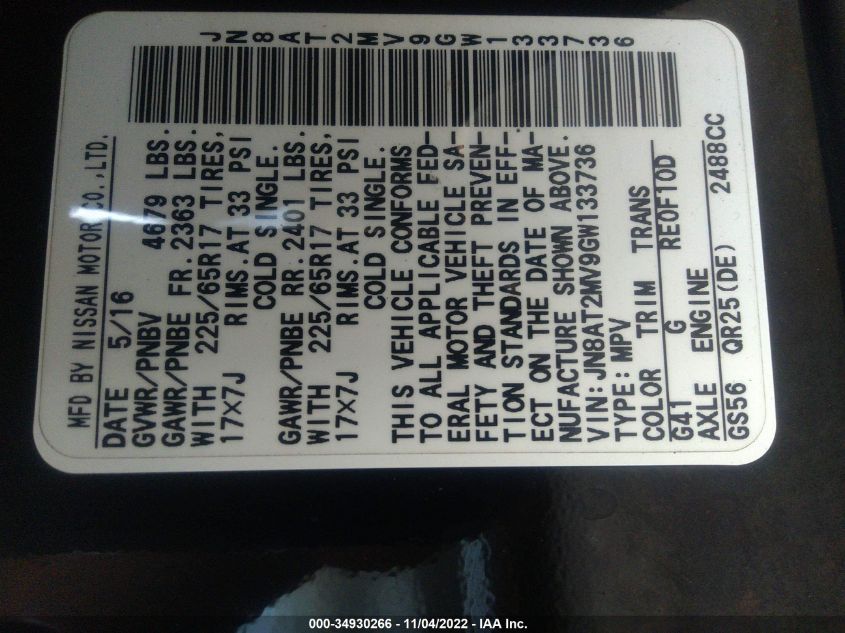 JN8AT2MV9GW133736
MFD BY NISSAN MOTOR CO.,LTD.
DATE 5/16
GVWR/PNBV 4679 LBS.
GAWR/PNBE FR. 2363 LBS.
WITH 225/65R17 TIRES,
17X7J RIMS.AT 33 PSI
COLD SINGLE.
GAWR/PNBE RR. 2401 LBS.
WITH 225/65R17 TIRES,
17X7J RIMS.AT 33 PSI
COLD SINGLE.
THIS VEHICLE CONFORMS
TO ALL APPLICABLE FED-
ERAL MOTOR VEHICLE SA-
FETY AND THEFT PREVEN-
TION STANDARDS IN EFF-
ECT ON THE DATE OF MA-
NUFACTURE SHOWN ABOVE.
VIN:JN8AT2MV9GW133736
TYPE:MPV
COLOR TRIM TRANS
G41 G RE0F10D
AXLE ENGINE
GS56 QR25(DE) 2488CC
000-34930266 - 11/04/2022 - IAA Inc.